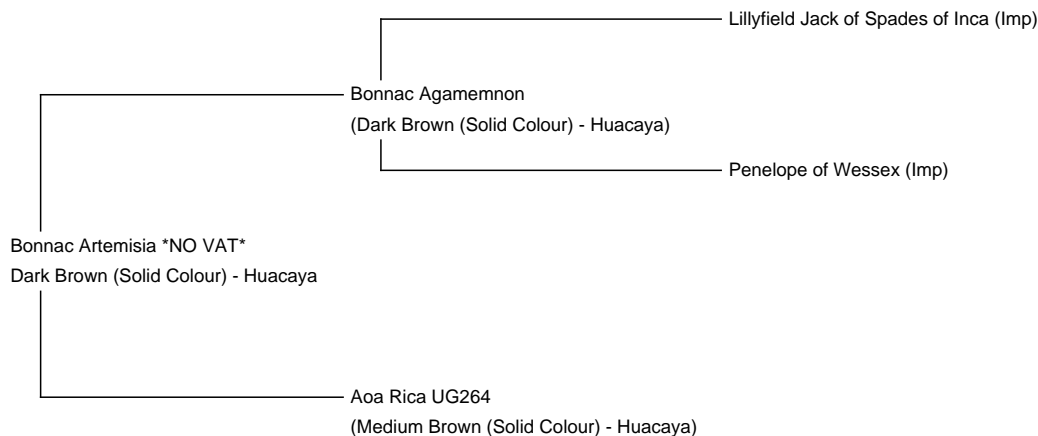 Lillyfield Jack of Spades of Inca (Imp)
Bonnac Agamemnon
(Dark Brown (Solid Colour) - Huacaya)
Penelope of Wessex (Imp)
Bonnac Artemisia *NO VAT*
Dark Brown (Solid Colour) - Huacaya
Aoa Rica UG264
(Medium Brown (Solid Colour) - Huacaya)